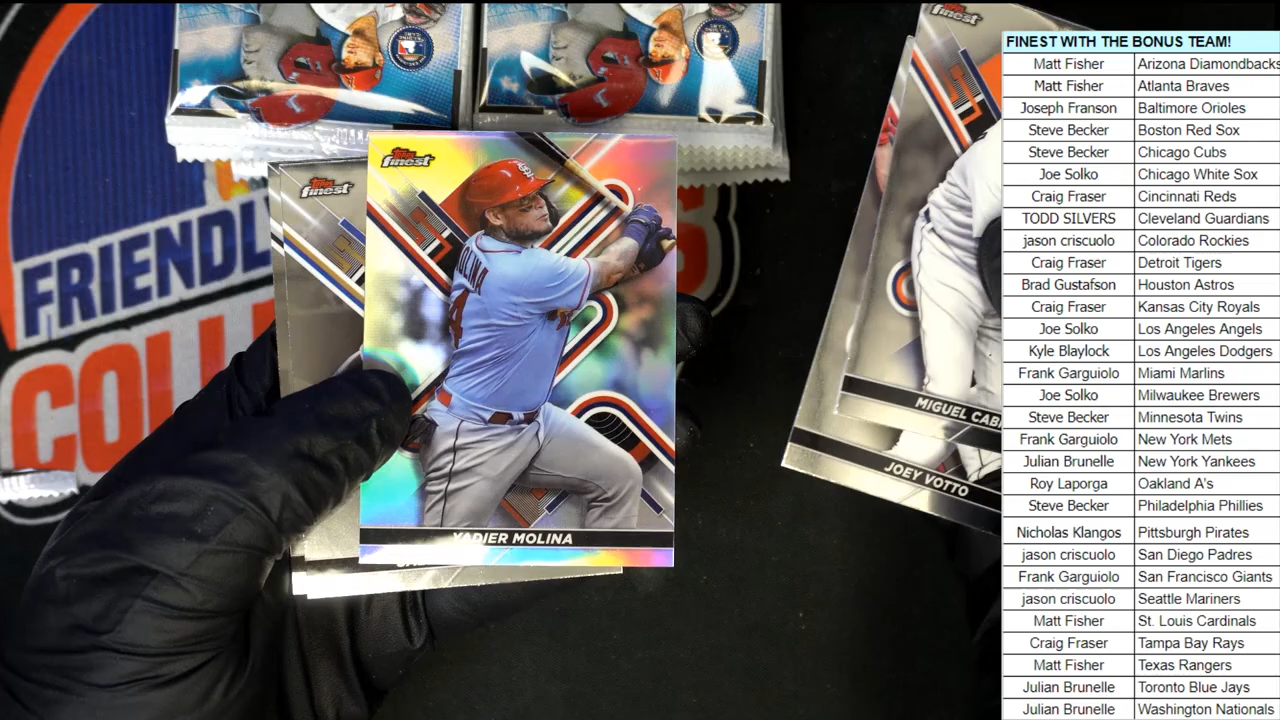 FINEST WITH THE BONUS TEAM!
Matt Fisher Arizona Diamondbacks
Matt Fisher Atlanta Braves
Joseph Franson Baltimore Orioles
Steve Becker Boston Red Sox
Steve Becker Chicago Cubs
Joe Solko Chicago White Sox
Craig Fraser Cincinnati Reds
TODD SILVERS Cleveland Guardians
jason criscuolo Colorado Rockies
Craig Fraser Detroit Tigers
Brad Gustafson Houston Astros
Craig Fraser Kansas City Royals
Joe Solko Los Angeles Angels
Kyle Blaylock Los Angeles Dodgers
Frank Garguiolo Miami Marlins
Joe Solko Milwaukee Brewers
Steve Becker Minnesota Twins
Frank Garguiolo New York Mets
Julian Brunelle New York Yankees
Roy Laporga Oakland A's
Steve Becker Philadelphia Phillies
Nicholas Klangos Pittsburgh Pirates
jason criscuolo San Diego Padres
Frank Garguiolo San Francisco Giants
jason criscuolo Seattle Mariners
Matt Fisher St. Louis Cardinals
Craig Fraser Tampa Bay Rays
Matt Fisher Texas Rangers
Julian Brunelle Toronto Blue Jays
Julian Brunelle Washington Nationals
Topps finest
Topps finest
finest
MOLINA
4
YADIER MOLINA
MIGUEL CAB
JOEY VOTTO
FRIENDLY
COLL